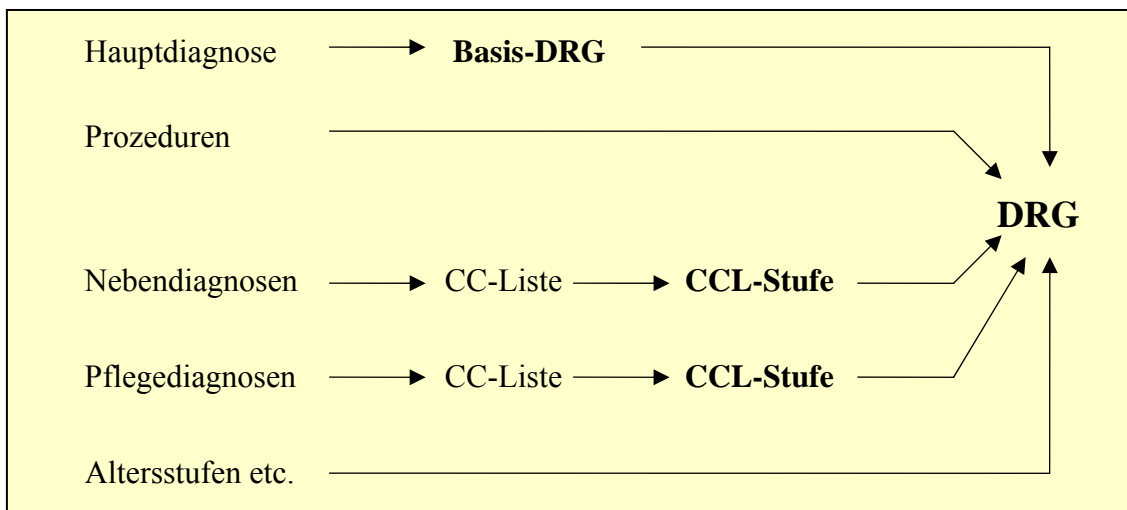 Hauptdiagnose Basis-DRG
Prozeduren
DRG
Nebendiagnosen CC-Liste CCL-Stufe
Pflegediagnosen CC-Liste CCL-Stufe
Altersstufen etc.